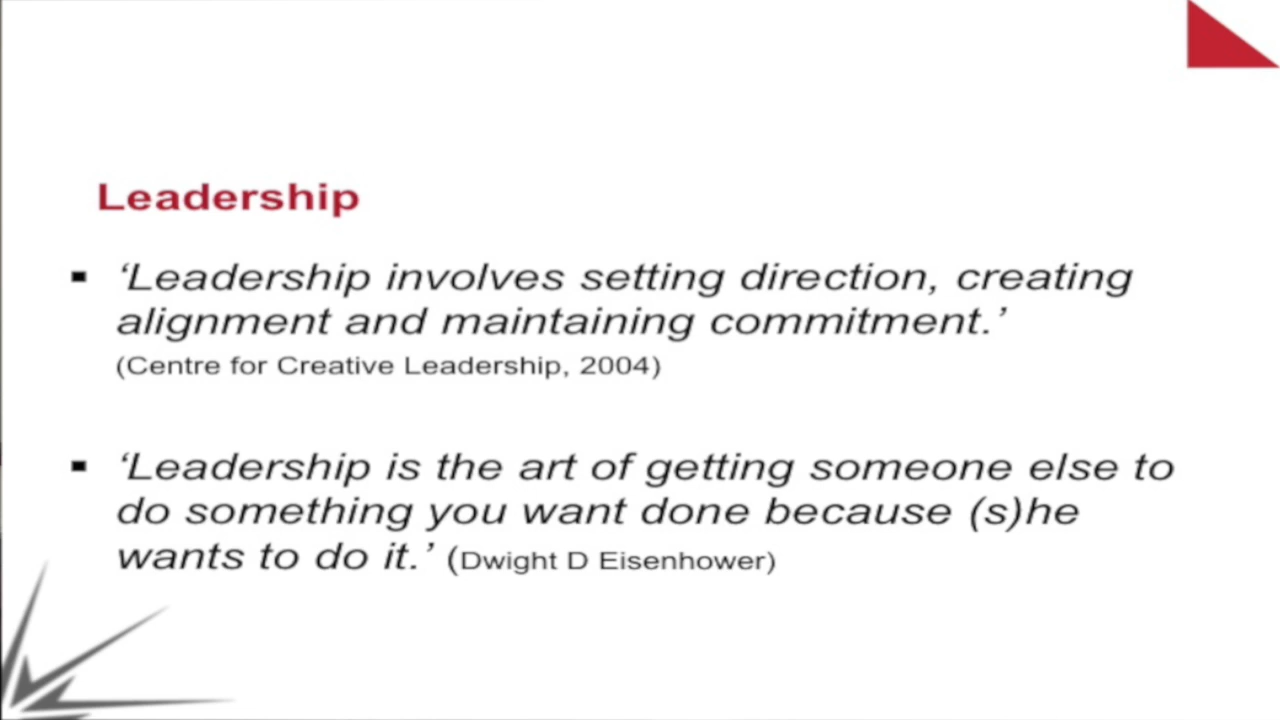 Leadership
▪ ‘Leadership involves setting direction, creating
alignment and maintaining commitment.’
(Centre for Creative Leadership, 2004)
▪ ‘Leadership is the art of getting someone else to
do something you want done because (s)he
wants to do it.’ (Dwight D Eisenhower)